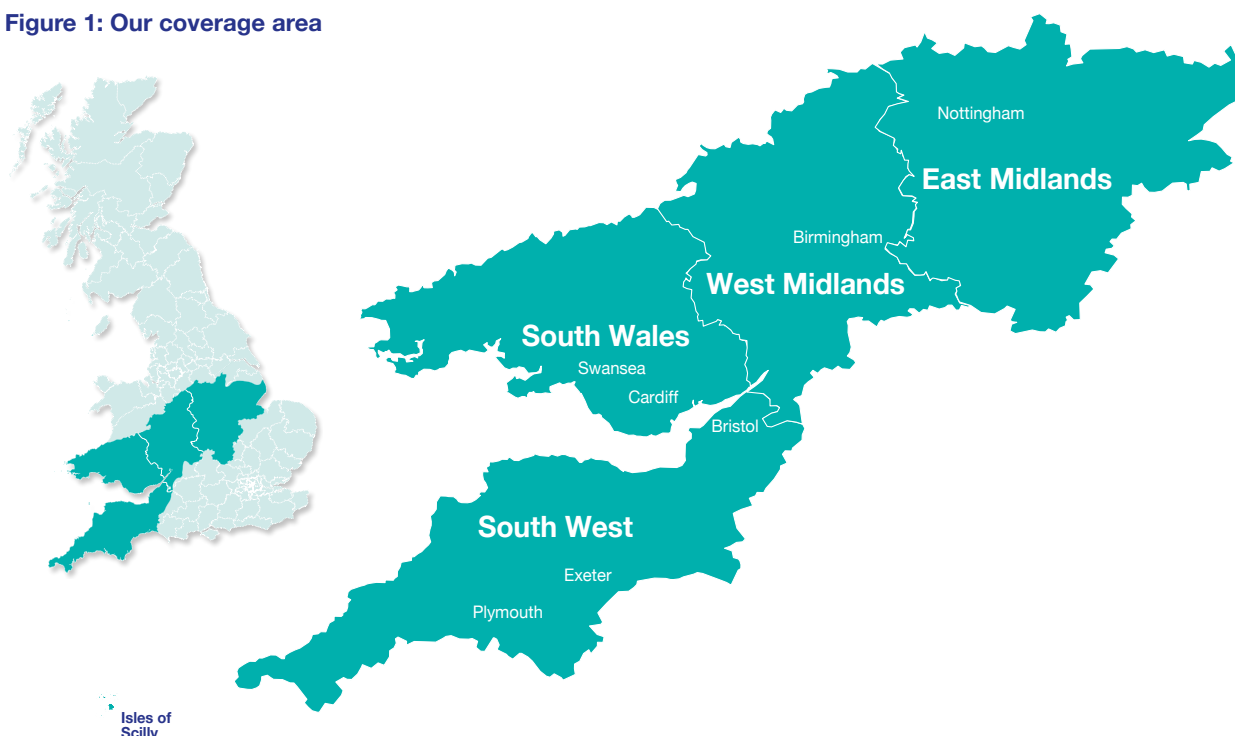 Figure 1: Our coverage area
Nottingham
East Midlands
Birmingham
West Midlands
South Wales
Swansea
Cardiff
Bristol
South West
Exeter
Plymouth
Isles of
Scilly